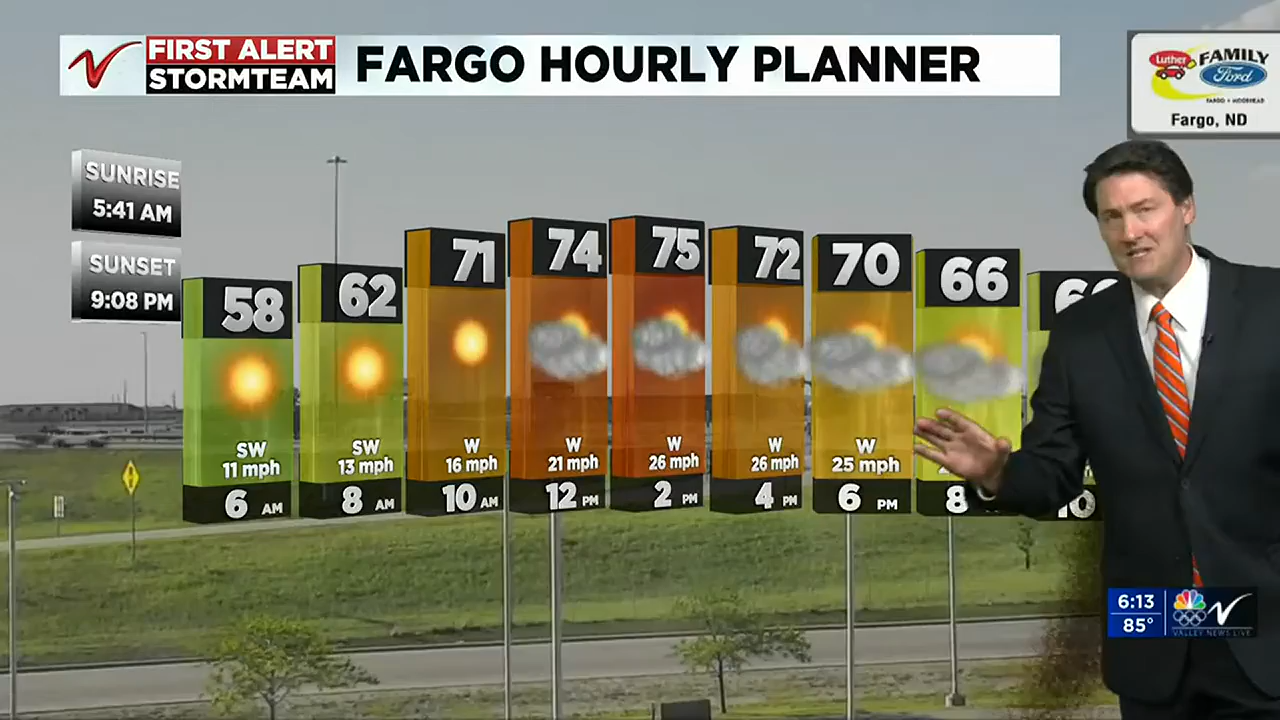 FIRST ALERT
STORMTEAM
FARGO HOURLY PLANNER
Luther
FAMILY
Ford
FARGO • MOORHEAD
Fargo, ND
SUNRISE
5:41 AM
SUNSET
9:08 PM
58 62 71 74 75 72 70 66
SW SW W W W W W
11 mph 13 mph 16 mph 21 mph 26 mph 26 mph 25 mph
6 AM 8 AM 10 AM 12 PM 2 PM 4 PM 6 PM 8 10
6:13
85°
VALLEY NEWS LIVE